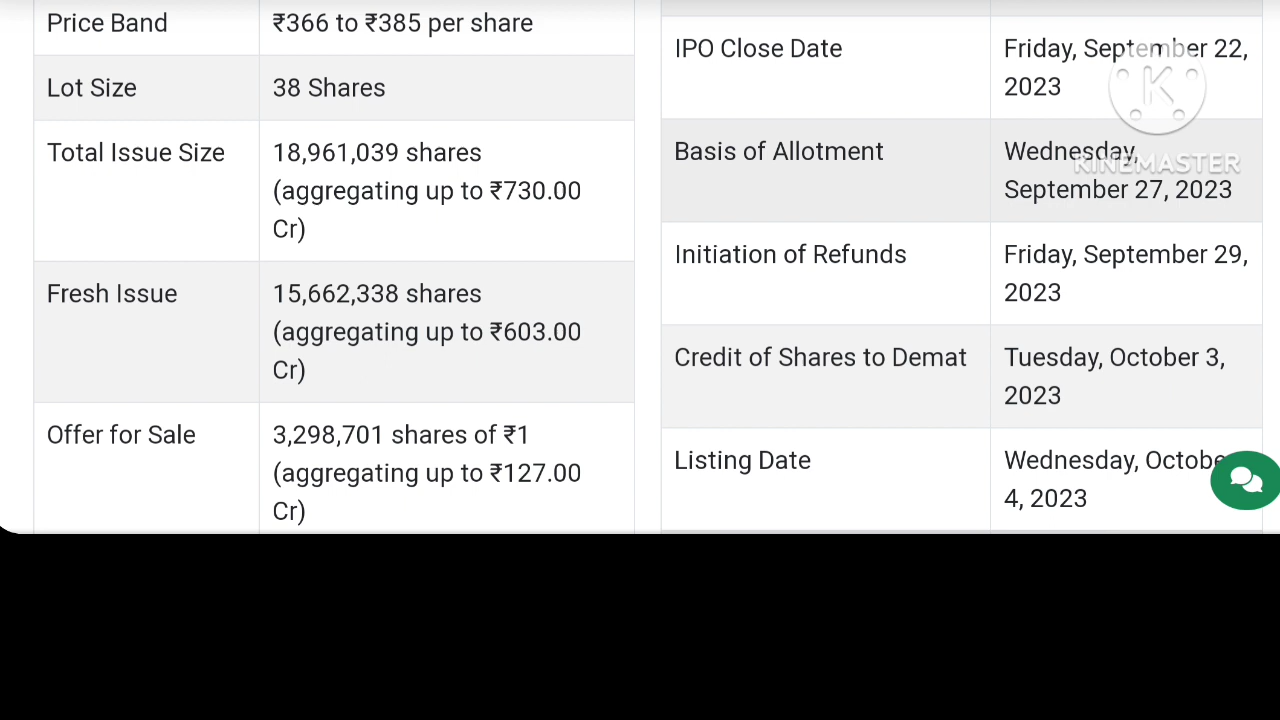 Price Band
₹366 to ₹385 per share
Lot Size
38 Shares
Total Issue Size
18,961,039 shares
(aggregating up to ₹730.00
Cr)
Fresh Issue
15,662,338 shares
(aggregating up to ₹603.00
Cr)
Offer for Sale
3,298,701 shares of ₹1
(aggregating up to ₹127.00
Cr)
IPO Close Date
Friday, September 22,
2023
Basis of Allotment
Wednesday,
September 27, 2023
Initiation of Refunds
Friday, September 29,
2023
Credit of Shares to Demat
Tuesday, October 3,
2023
Listing Date
Wednesday, October
4, 2023
K
KINEMASTER